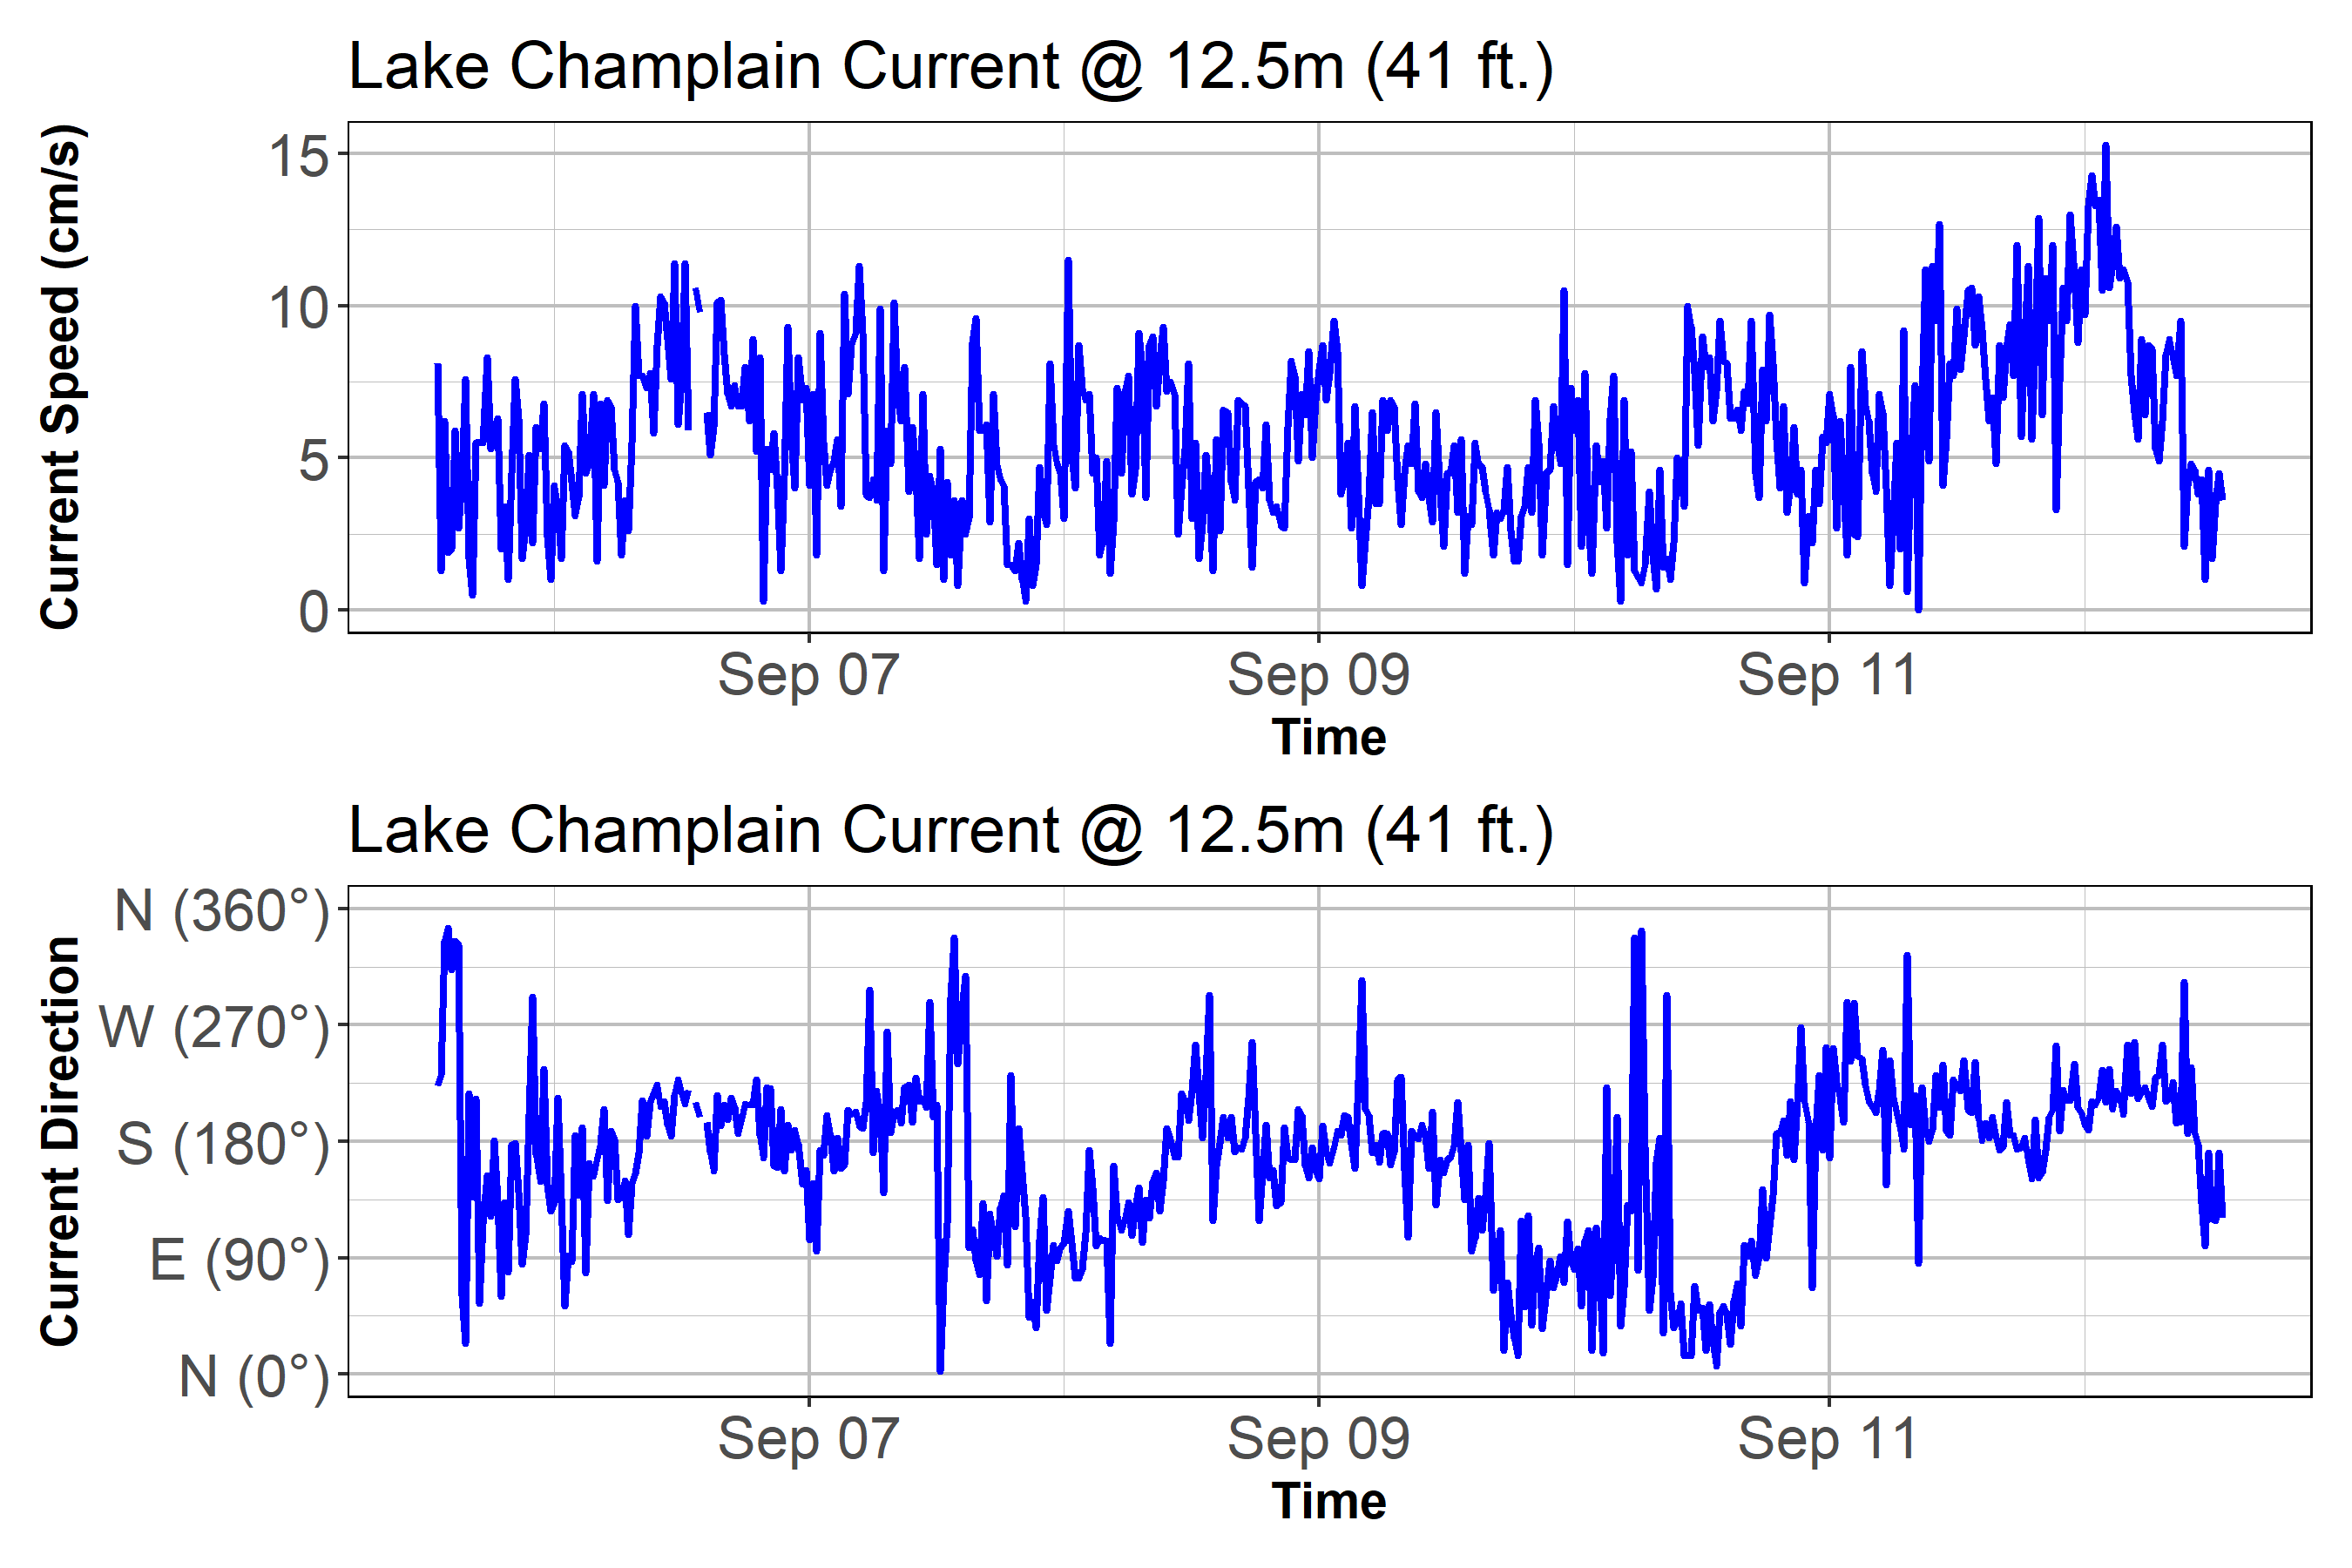 Lake Champlain Current @ 12.5m (41 ft.)
Current Speed (cm/s)
15
10
5
0
Sep 07 Sep 09 Sep 11
Time
Lake Champlain Current @ 12.5m (41 ft.)
Current Direction
N (360°)
W (270°)
S (180°)
E (90°)
N (0°)
Sep 07 Sep 09 Sep 11
Time